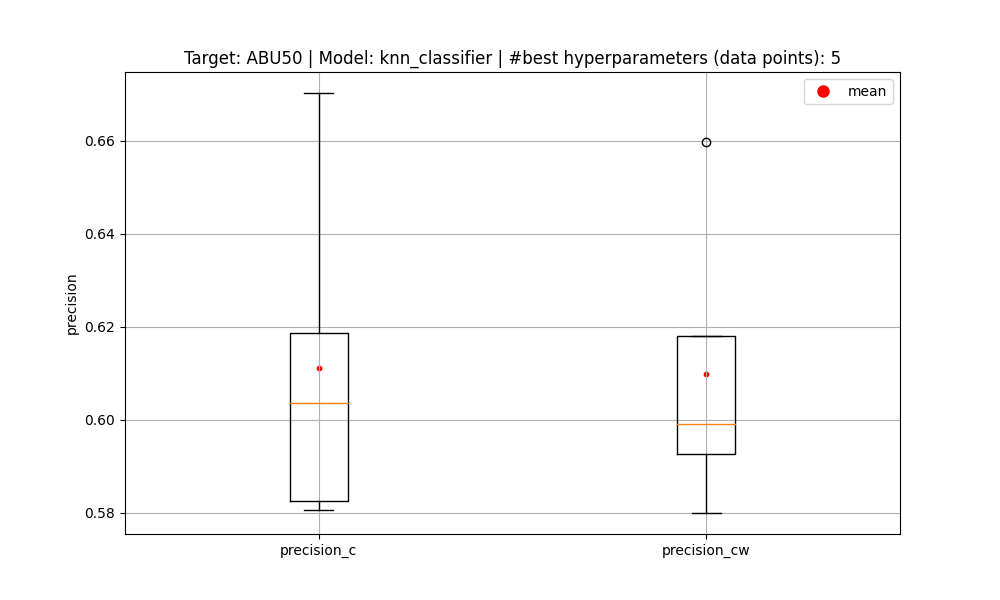 Target: ABU50 | Model: knn_classifier | #best hyperparameters (data points): 5
mean
0.66
0.64
0.62
0.60
0.58
precision
precision_c
precision_cw